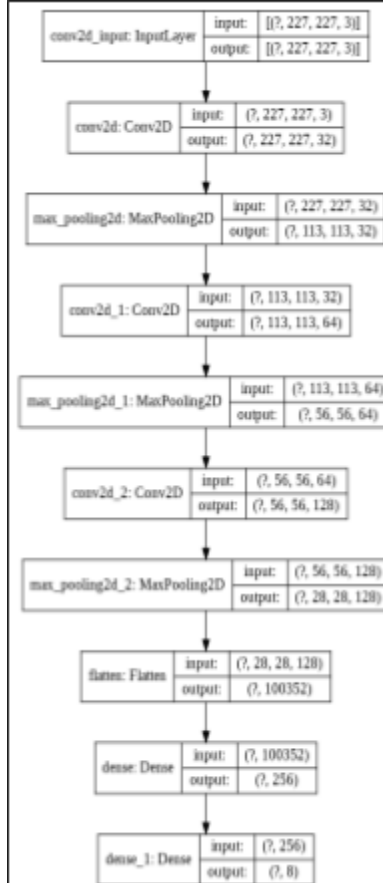 conv2d_input: InputLayer
input: [(?, 227, 227, 3)]
output: [(?, 227, 227, 3)]
conv2d: Conv2D
input: (?, 227, 227, 3)
output: (?, 227, 227, 32)
max_pooling2d: MaxPooling2D
input: (?, 227, 227, 32)
output: (?, 113, 113, 32)
conv2d_1: Conv2D
input: (?, 113, 113, 32)
output: (?, 113, 113, 64)
max_pooling2d_1: MaxPooling2D
input: (?, 113, 113, 64)
output: (?, 56, 56, 64)
conv2d_2: Conv2D
input: (?, 56, 56, 64)
output: (?, 56, 56, 128)
max_pooling2d_2: MaxPooling2D
input: (?, 56, 56, 128)
output: (?, 28, 28, 128)
flatten: Flatten
input: (?, 28, 28, 128)
output: (?, 100352)
dense: Dense
input: (?, 100352)
output: (?, 256)
dense_1: Dense
input: (?, 256)
output: (?, 8)